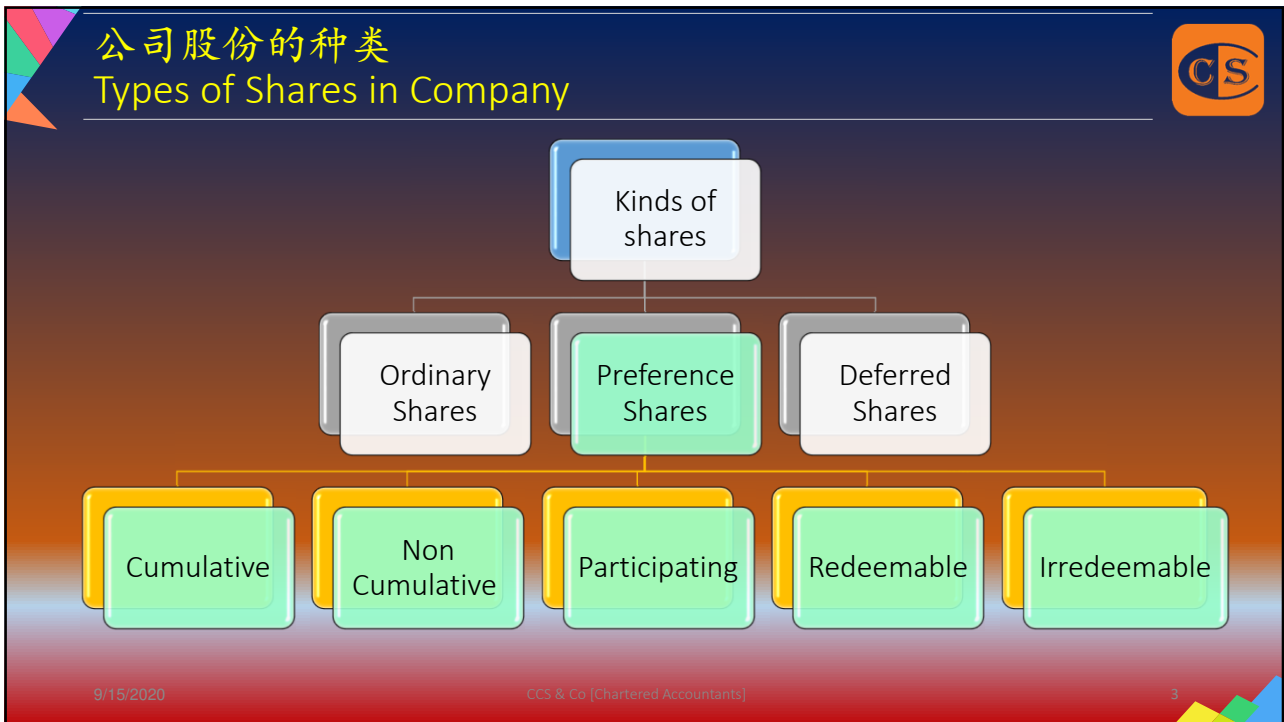 公司股份的种类
Types of Shares in Company
CS
Kinds of
shares
Ordinary
Shares
Preference
Shares
Deferred
Shares
Cumulative
Non
Cumulative
Participating
Redeemable
Irredeemable
9/15/2020
CCS & Co [Chartered Accountants]
3